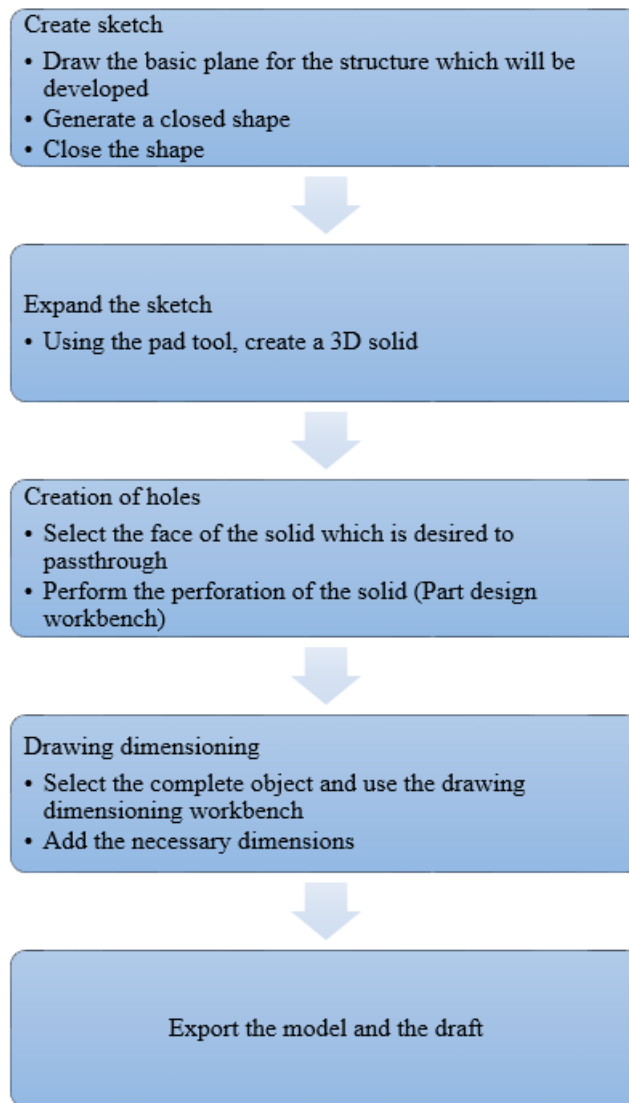 Create sketch
• Draw the basic plane for the structure which will be
developed
• Generate a closed shape
• Close the shape
Expand the sketch
• Using the pad tool, create a 3D solid
Creation of holes
• Select the face of the solid which is desired to
passthrough
• Perform the perforation of the solid (Part design
workbench)
Drawing dimensioning
• Select the complete object and use the drawing
dimensioning workbench
• Add the necessary dimensions
Export the model and the draft